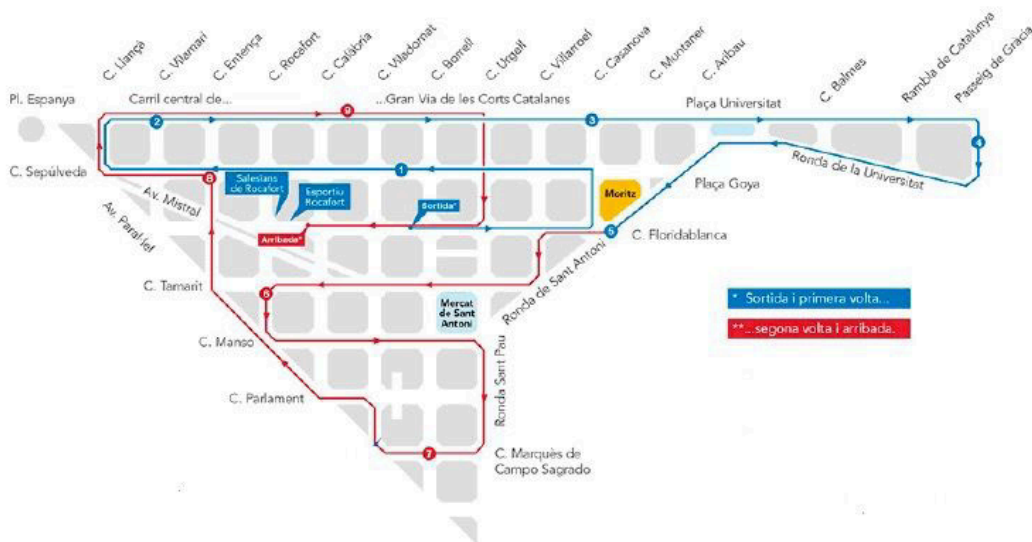 C. Llançà
C. Vilamarí
C. Entença
C. Rocafort
C. Calàbria
C. Viladomat
C. Borrell
C. Urgell
C. Villarroel
C. Casanova
C. Muntaner
C. Aribau
C. Balmes
Rambla de Catalunya
Passeig de Gràcia
Pl. Espanya
Carril central de...
...Gran Via de les Corts Catalanes
Plaça Universitat
9
2
3
4
C. Sepúlveda
8
1
Ronda de la Universitat
Salesians
de Rocafort
Esportiu
Rocafort
Sortida*
Moritz
Plaça Goya
Av. Mistral
Av. Paral·lel
Arribada*
5
C. Floridablanca
Ronda de Sant Antoni
C. Tamarit
6
Mercat
de Sant
Antoni
* Sortida i primera volta...
**...segona volta i arribada.
C. Manso
Ronda Sant Pau
C. Parlament
7
C. Marquès de
Campo Sagrado